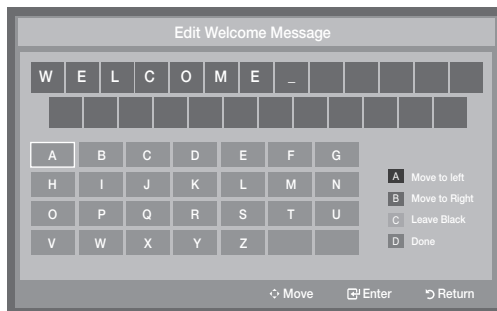 Edit Welcome Message
W E L C O M E _
A B C D E F G
H I J K L M N
O P Q R S T U
V W X Y Z
A Move to left
B Move to Right
C Leave Black
D Done
Move Enter Return